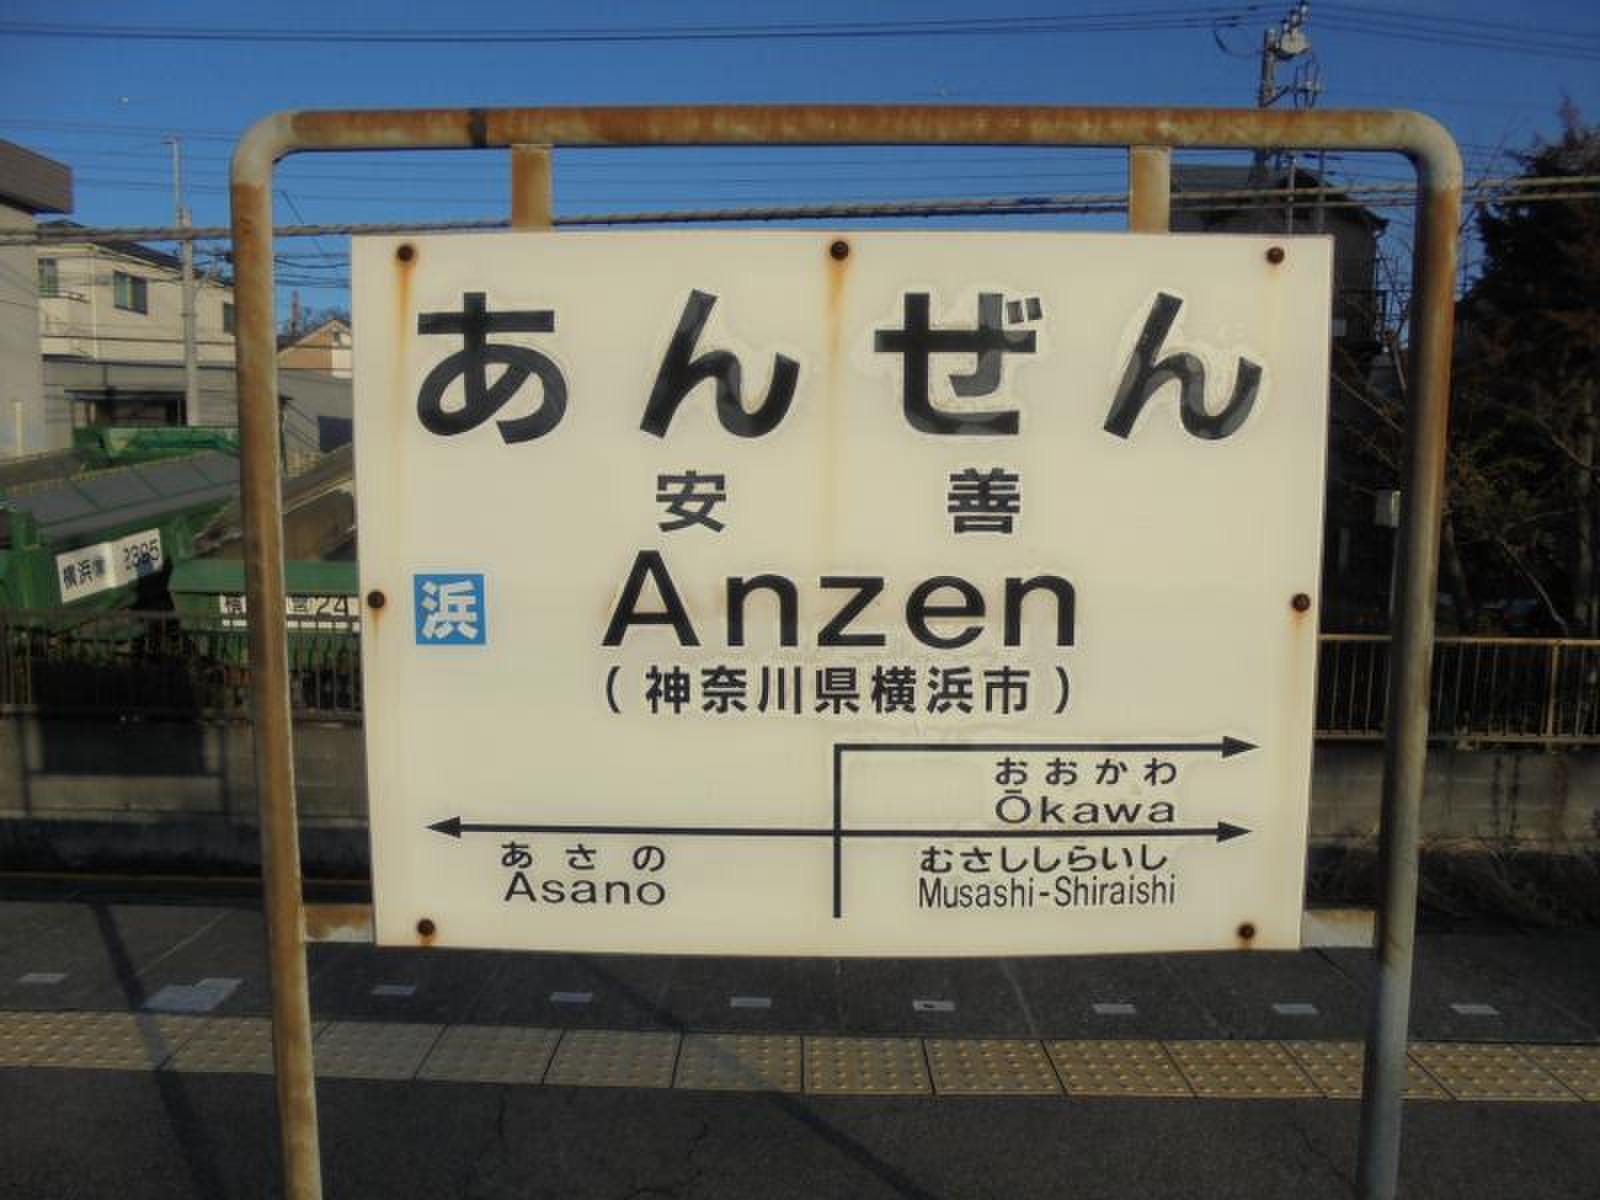 あんぜん
安善
浜
Anzen
(神奈川県横浜市)
おおかわ
Ōkawa
あさの
Asano
むさししらいし
Musashi-Shiraishi